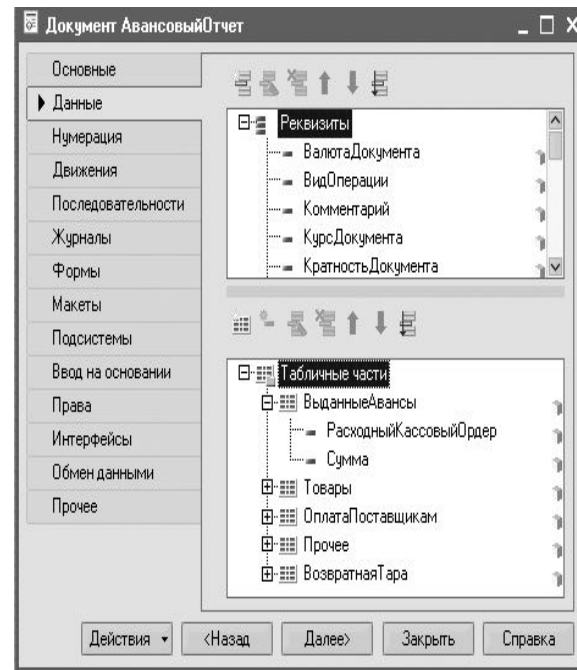 Документ АвансовыйОтчет
Основные
Данные
Нумерация
Движения
Последовательности
Журналы
Формы
Макеты
Подсистемы
Ввод на основании
Права
Интерфейсы
Обмен данными
Прочее
Реквизиты
ВалютаДокумента
ВидОперации
Комментарий
КурсДокумента
КратностьДокумента
Табличные части
ВыданныеАвансы
РасходныйКассовыйОрдер
Сумма
Товары
ОплатаПоставщикам
Прочее
ВозвратнаяТара
Действия
<Назад
Далее>
Закрыть
Справка